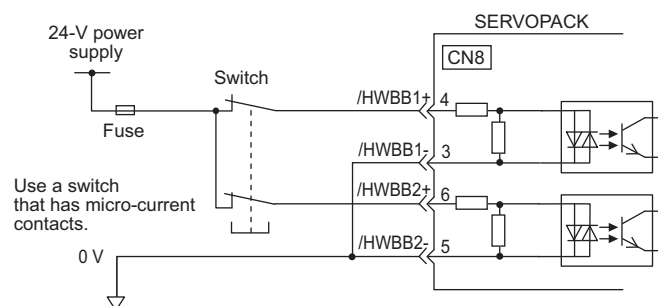 SERVOPACK
24-V power
supply
CN8
Switch
Fuse
/HWBB1+ 4
/HWBB1- 3
Use a switch
that has micro-current
contacts.
/HWBB2+ 6
0 V
/HWBB2- 5